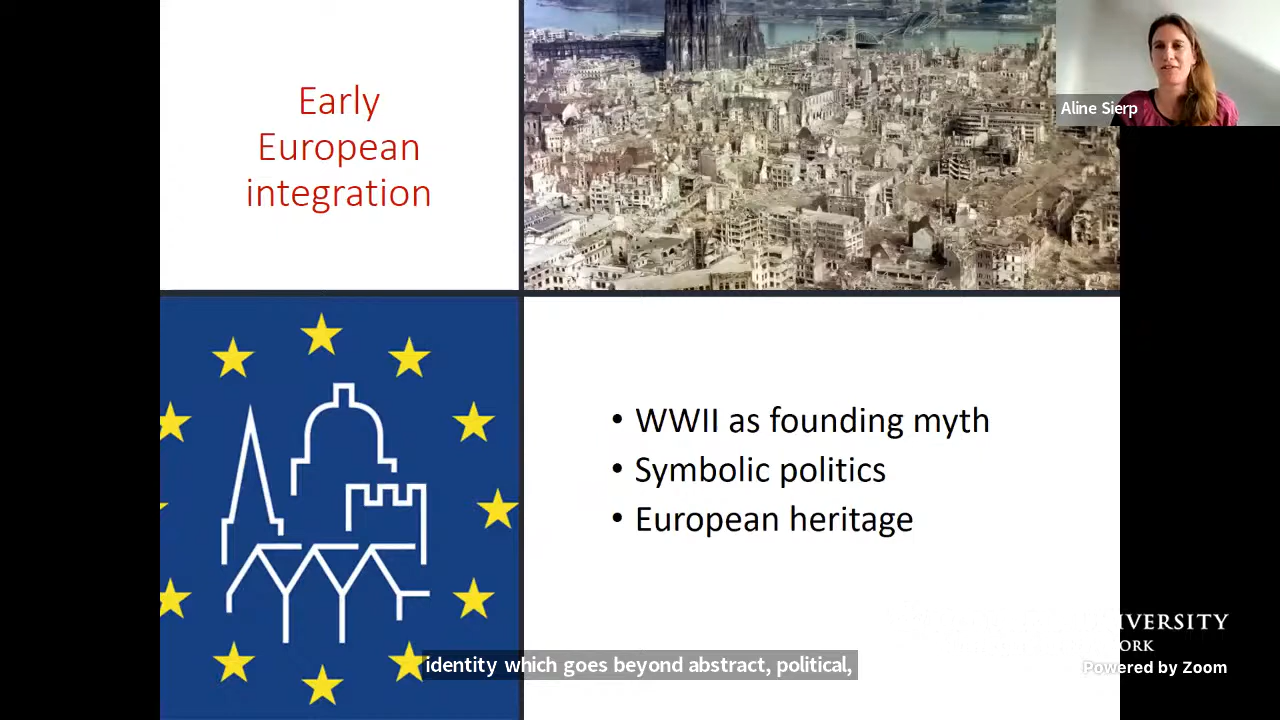 Early
European
integration
Aline Sierp
• WWII as founding myth
• Symbolic politics
• European heritage
IVERSITY
ORK
identity which goes beyond abstract, political,
Powered by Zoom